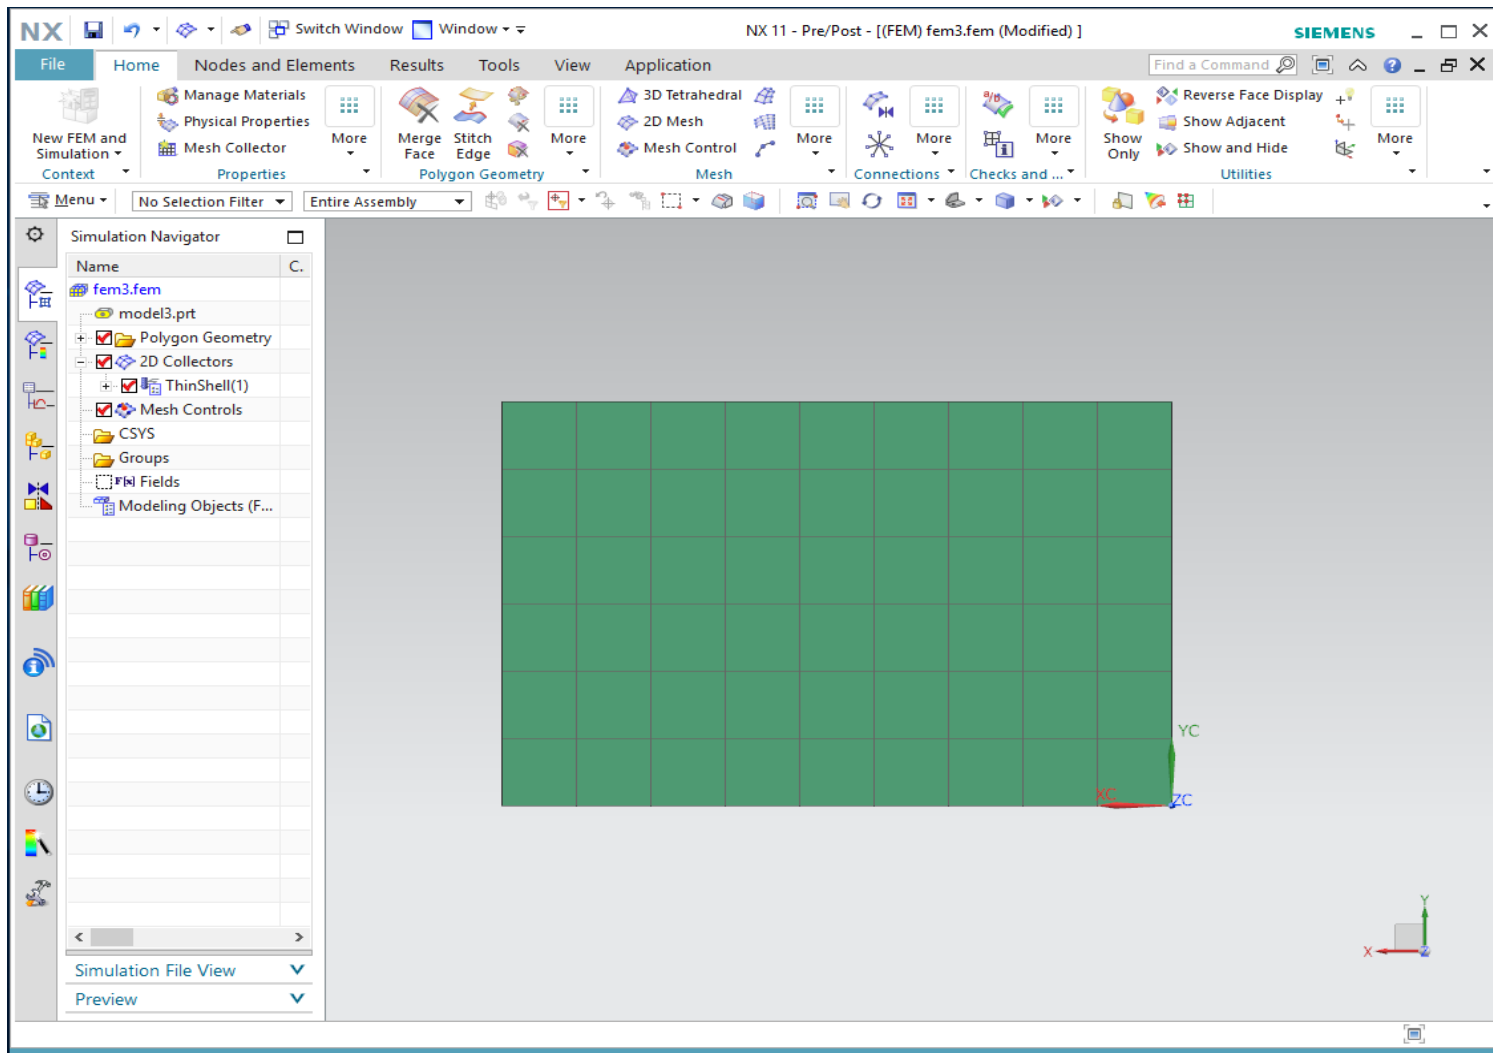 NX Switch Window Window NX 11 - Pre/Post - [(FEM) fem3.fem (Modified) ] SIEMENS
File Home Nodes and Elements Results Tools View Application Find a Command
New FEM and Simulation
Context
Manage Materials
Physical Properties
Mesh Collector
More
Properties
Merge Face
Stitch Edge
More
Polygon Geometry
3D Tetrahedral
2D Mesh
Mesh Control
More
Mesh
More
Connections
a/b
More
Checks and ...
Show Only
Reverse Face Display
Show Adjacent
Show and Hide
More
Utilities
Menu No Selection Filter Entire Assembly
Simulation Navigator
Name C.
fem3.fem
model3.prt
Polygon Geometry
2D Collectors
ThinShell(1)
Mesh Controls
CSYS
Groups
F(x) Fields
Modeling Objects (F...
Simulation File View
Preview
YC
XC
ZC
Y
X
Z